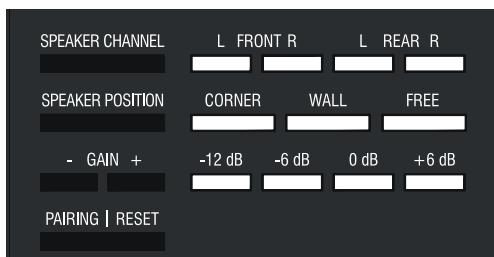 SPEAKER CHANNEL L FRONT R L REAR R
SPEAKER POSITION CORNER WALL FREE
- GAIN + -12 dB -6 dB 0 dB +6 dB
PAIRING | RESET